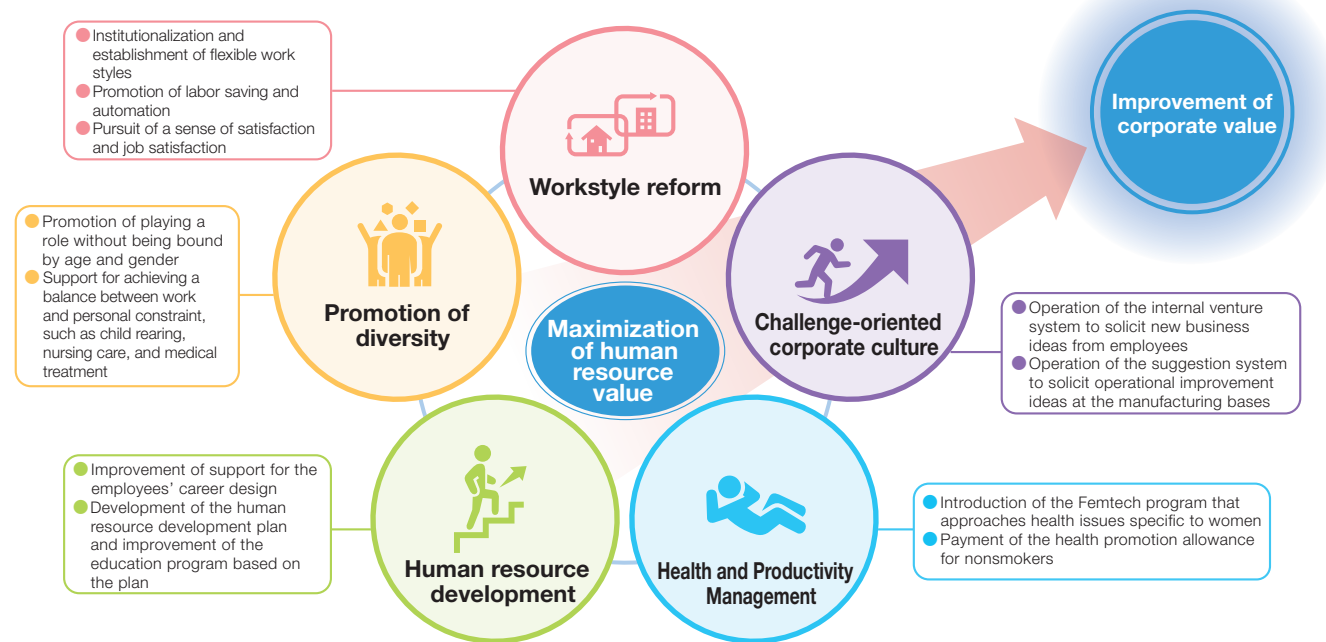 Institutionalization and
establishment of flexible work
styles
Promotion of labor saving and
automation
Pursuit of a sense of satisfaction
and job satisfaction
Workstyle reform
Improvement of
corporate value
Promotion of playing a
role without being bound
by age and gender
Support for achieving a
balance between work
and personal constraint,
such as child rearing,
nursing care, and medical
treatment
Promotion of
diversity
Maximization
of human
resource
value
Challenge-oriented
corporate culture
Operation of the internal venture
system to solicit new business
ideas from employees
Operation of the suggestion system
to solicit operational improvement
ideas at the manufacturing bases
Improvement of support for the
employees’ career design
Development of the human
resource development plan
and improvement of the
education program based on
the plan
Human resource
development
Health and Productivity
Management
Introduction of the Femtech program that
approaches health issues specific to women
Payment of the health promotion allowance
for nonsmokers